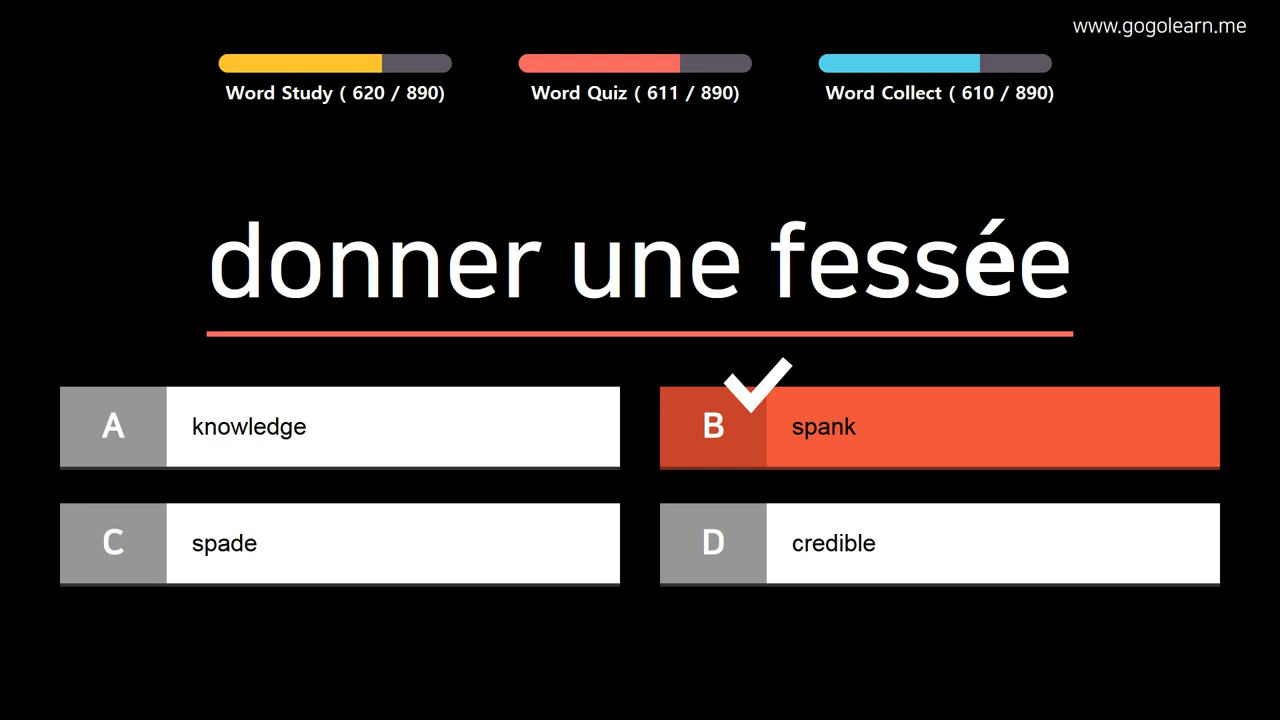 www.gogolearn.me
Word Study ( 620 / 890)
Word Quiz ( 611 / 890)
Word Collect ( 610 / 890)
donner une fessée
A knowledge
B spank
C spade
D credible